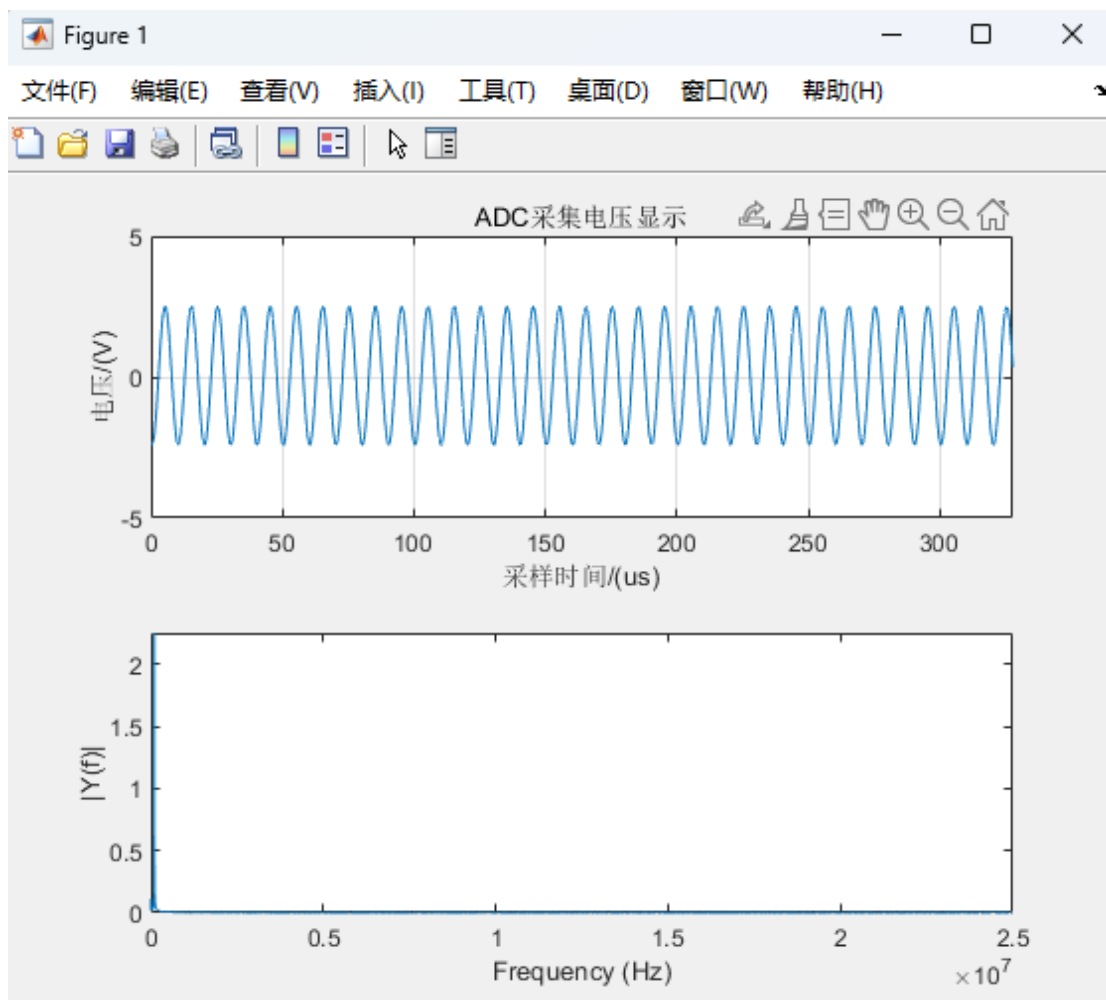 Figure 1
文件(F) 编辑(E) 查看(V) 插入(I) 工具(T) 桌面(D) 窗口(W) 帮助(H)
ADC采集电压显示
5
0
-5
电压/(V)
0 50 100 150 200 250 300
采样时间/(us)
2
1.5
1
0.5
0
|Y(f)|
0 0.5 1 1.5 2 2.5
Frequency (Hz)
×10^7